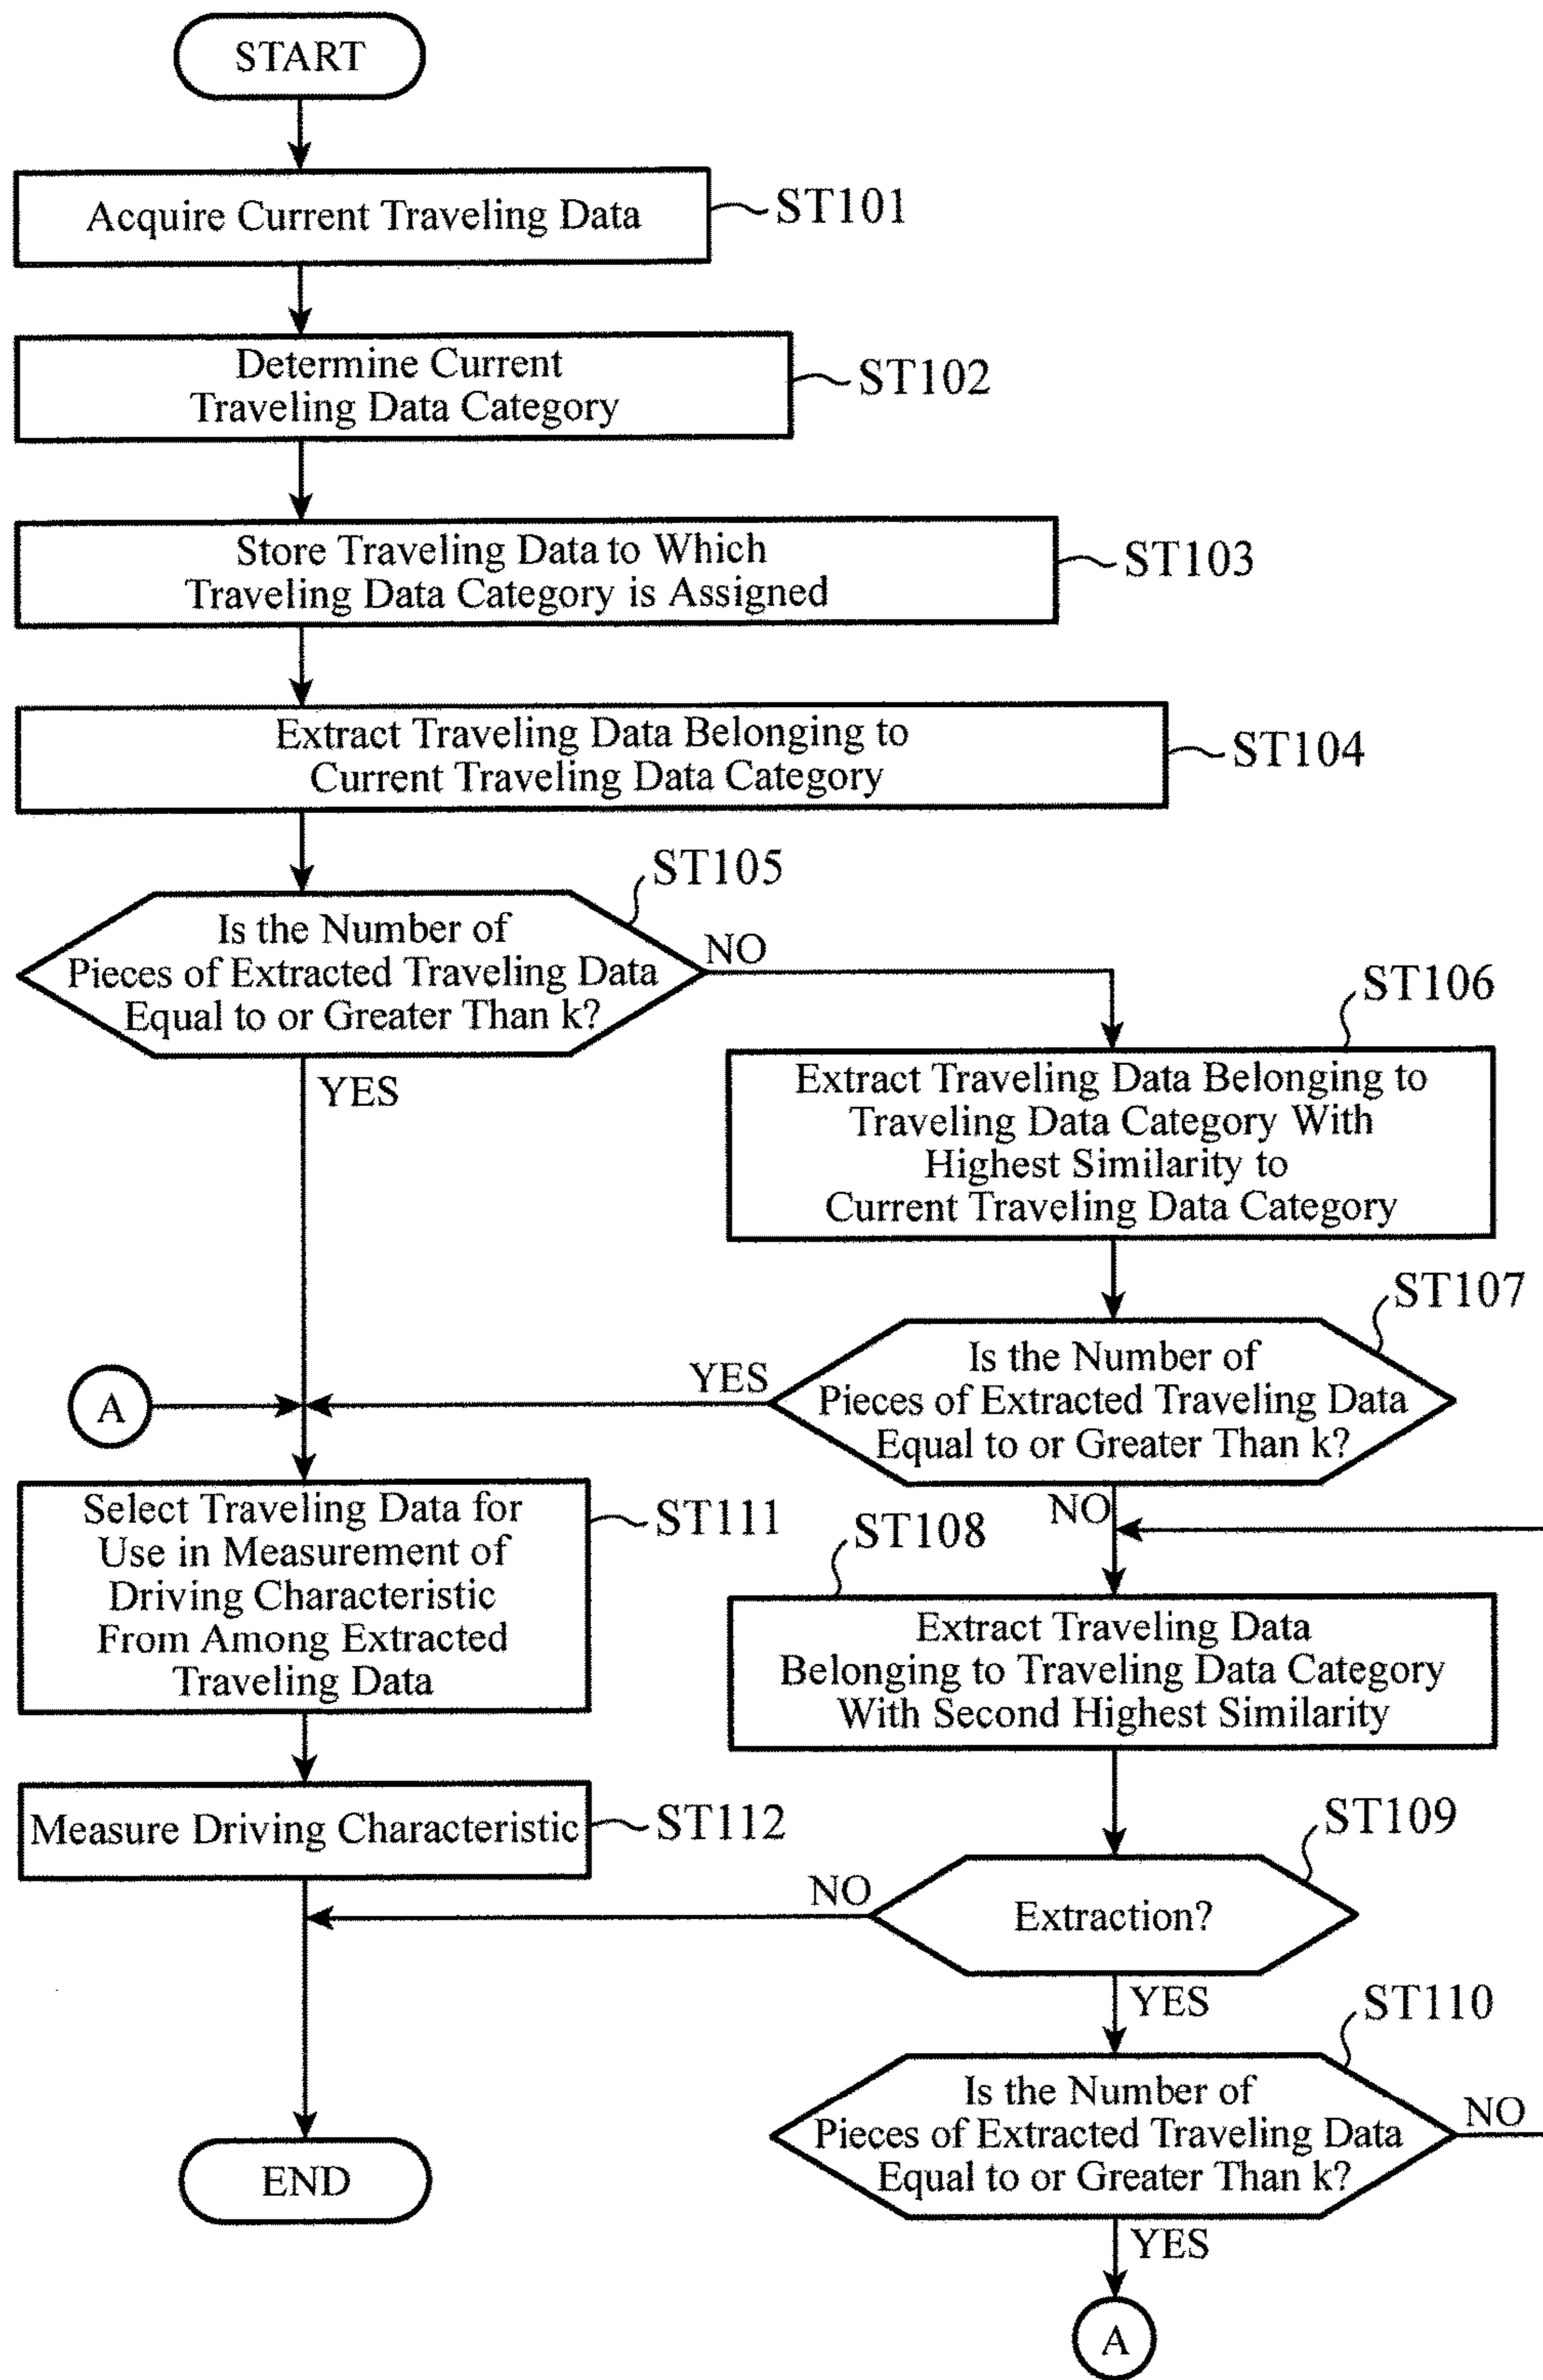 START
Acquire Current Traveling Data
ST101
Determine Current
Traveling Data Category
ST102
Store Traveling Data to Which
Traveling Data Category is Assigned
ST103
Extract Traveling Data Belonging to
Current Traveling Data Category
ST104
ST105
Is the Number of
Pieces of Extracted Traveling Data
Equal to or Greater Than k?
NO
YES
ST106
Extract Traveling Data Belonging to
Traveling Data Category With
Highest Similarity to
Current Traveling Data Category
ST107
Is the Number of
Pieces of Extracted Traveling Data
Equal to or Greater Than k?
YES
NO
A
Select Traveling Data for
Use in Measurement of
Driving Characteristic
From Among Extracted
Traveling Data
ST111
ST108
Extract Traveling Data
Belonging to Traveling Data Category
With Second Highest Similarity
Measure Driving Characteristic
ST112
ST109
Extraction?
NO
YES
ST110
Is the Number of
Pieces of Extracted Traveling Data
Equal to or Greater Than k?
NO
YES
END
A